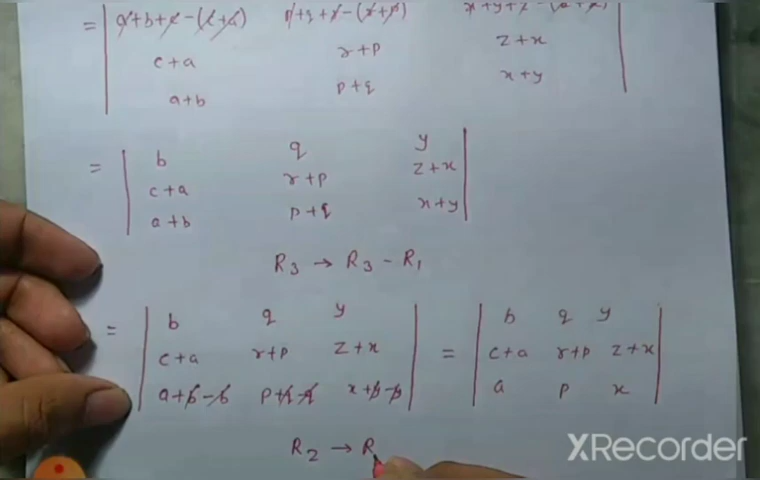 = | a+b+c-(c+a) p+q+r-(r+p) x+y+z-(z+x) |
| c+a r+p z+x |
| a+b p+q x+y |
= | b q y |
| c+a r+p z+x |
| a+b p+q x+y |
R₃ → R₃ - R₁
= | b q y | = | b q y |
| c+a r+p z+x | | c+a r+p z+x |
| a+b-b p+q-q x+y-y | | a p x |
R₂ → R
XRecorder